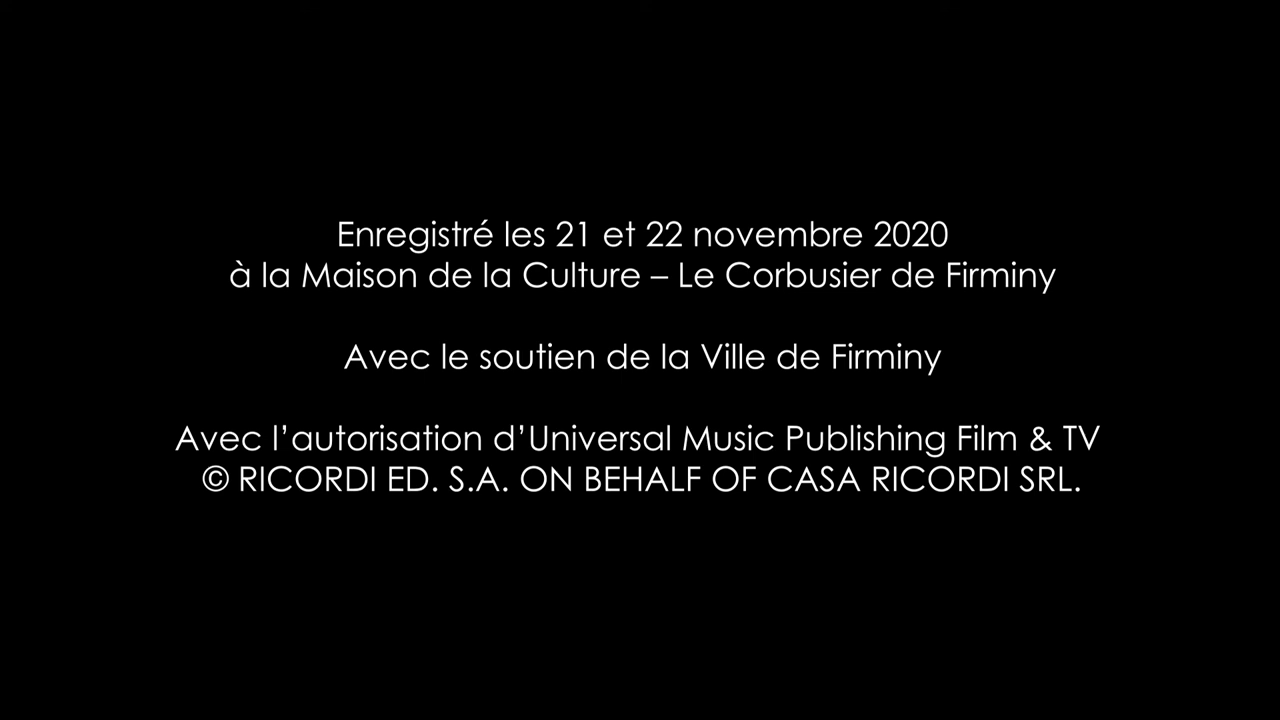 Enregistré les 21 et 22 novembre 2020
à la Maison de la Culture – Le Corbusier de Firminy
Avec le soutien de la Ville de Firminy
Avec l’autorisation d’Universal Music Publishing Film & TV
© RICORDI ED. S.A. ON BEHALF OF CASA RICORDI SRL.